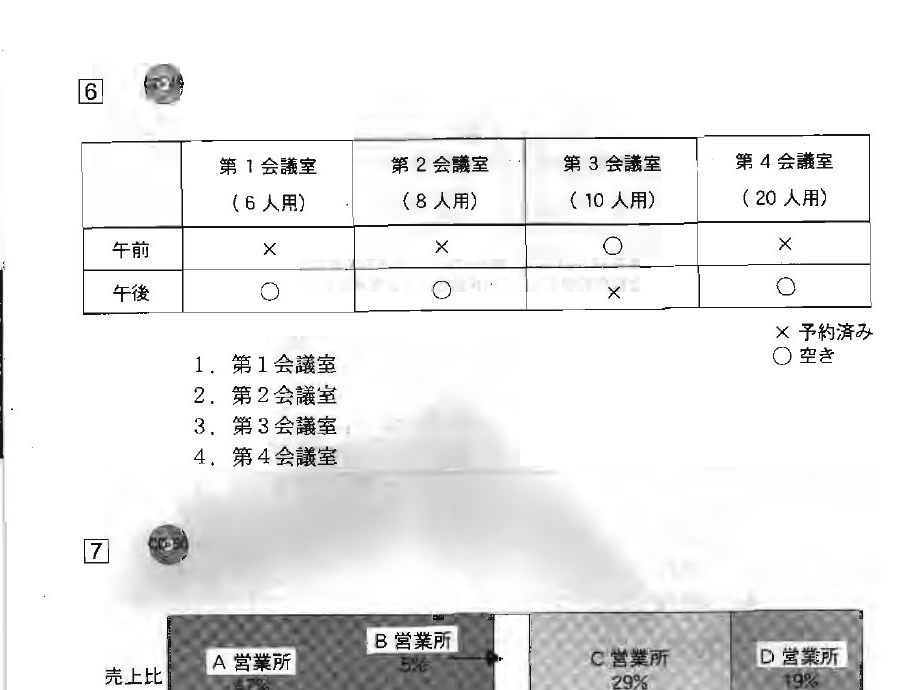 6
第1会議室 第2会議室 第3会議室 第4会議室
(6人用) (8人用) (10人用) (20人用)
午前 × × ○ ×
午後 ○ ○ × ○
× 予約済み
○ 空き
1. 第1会議室
2. 第2会議室
3. 第3会議室
4. 第4会議室
7
B 営業所
A 営業所 5% C 営業所 D 営業所
売上比 47% 29% 19%